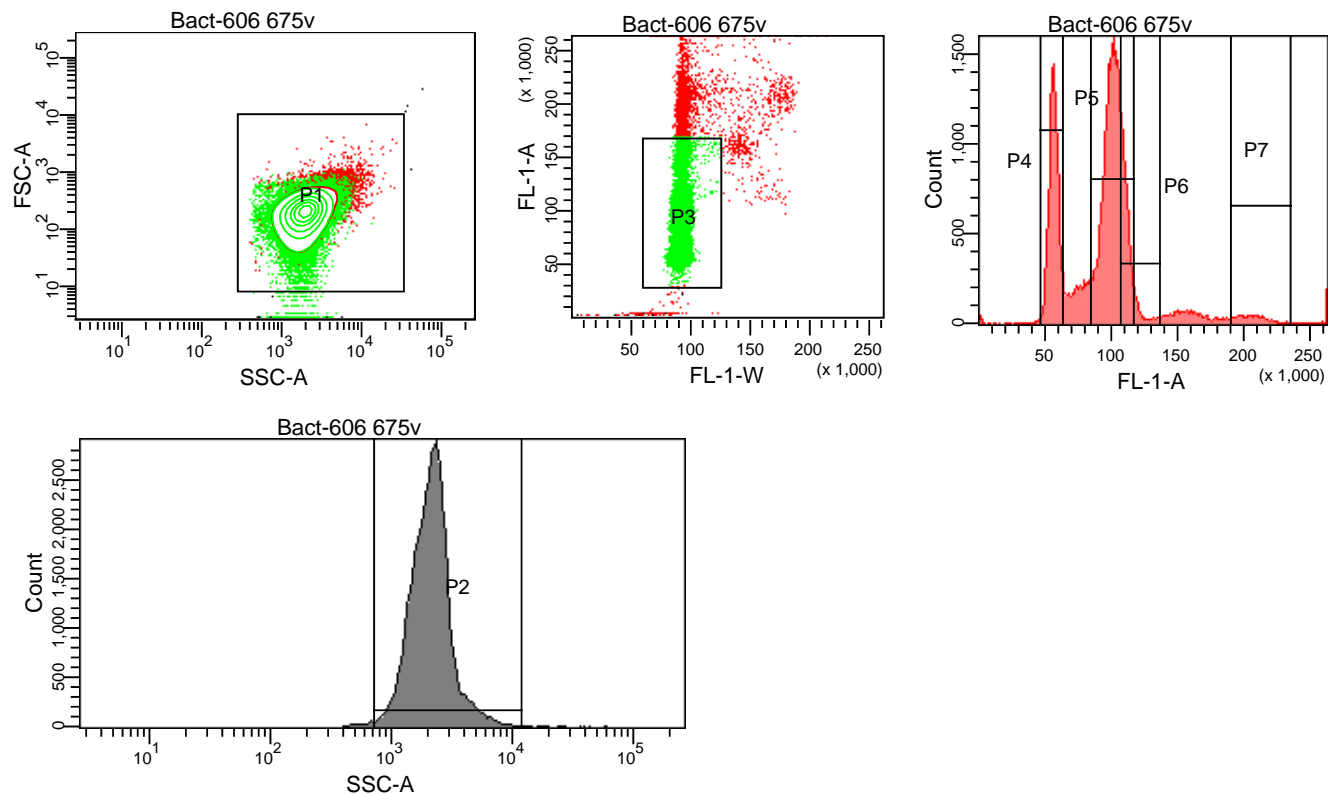 Bact-606 675v
FSC-A
10^5
10^4
10^3
10^2
10^1
P1
10^1 10^2 10^3 10^4 10^5
SSC-A
Bact-606 675v
(x 1,000)
FL-1-A
250
200
150
100
50
P3
50 100 150 200 250
FL-1-W (x 1,000)
Bact-606 675v
Count
1,500
1,000
500
0
P4
P5
P6
P7
50 100 150 200 250
FL-1-A (x 1,000)
Bact-606 675v
Count
2,500
2,000
1,500
1,000
500
0
P2
10^1 10^2 10^3 10^4 10^5
SSC-A